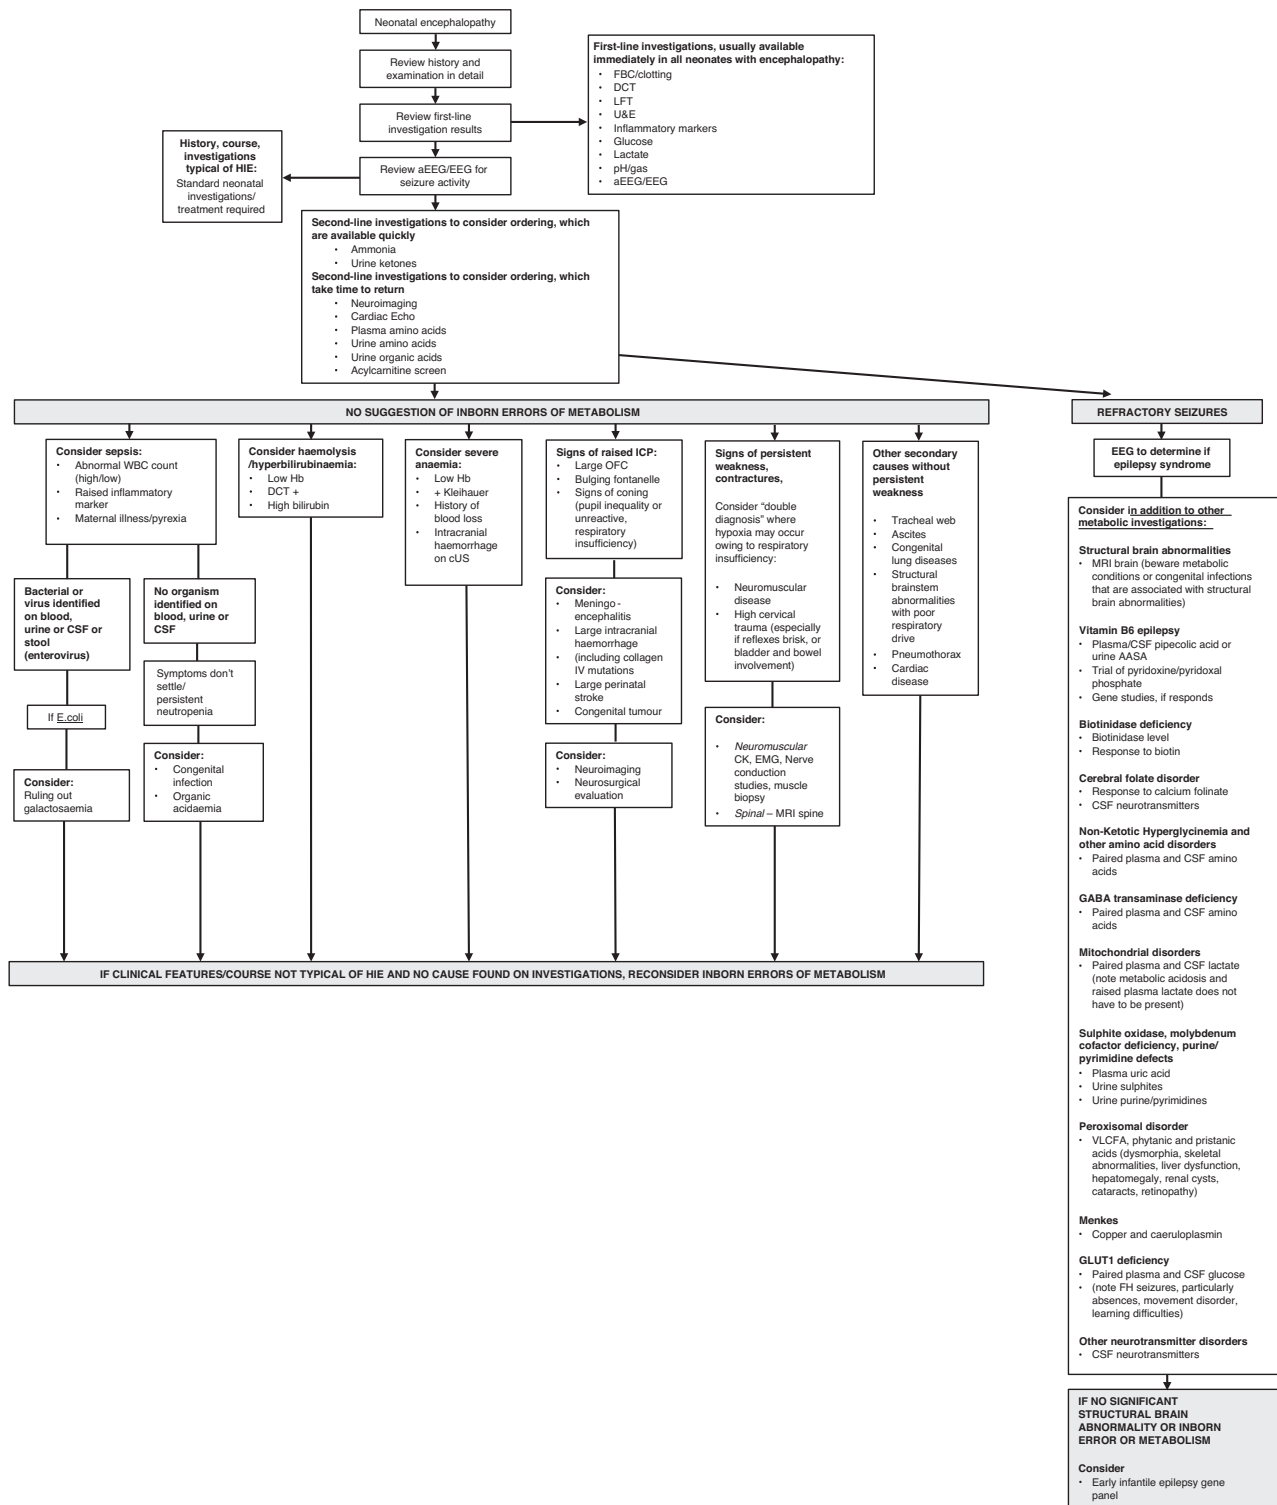 Neonatal encephalopathy
Review history and
examination in detail
Review first-line
investigation results
First-line investigations, usually available
immediately in all neonates with encephalopathy:
• FBC/clotting
• DCT
• LFT
• U&E
• Inflammatory markers
• Glucose
• Lactate
• pH/gas
• aEEG/EEG
History, course,
investigations
typical of HIE:
Standard neonatal
investigations/
treatment required
Review aEEG/EEG for
seizure activity
Second-line investigations to consider ordering, which
are available quickly
• Ammonia
• Urine ketones
Second-line investigations to consider ordering, which
take time to return
• Neuroimaging
• Cardiac Echo
• Plasma amino acids
• Urine amino acids
• Urine organic acids
• Acylcarnitine screen
NO SUGGESTION OF INBORN ERRORS OF METABOLISM
Consider sepsis:
• Abnormal WBC count
(high/low)
• Raised inflammatory
marker
• Maternal illness/pyrexia
Bacterial or
virus identified
on blood,
urine or CSF or
stool
(enterovirus)
If E.coli
Consider:
Ruling out
galactosaemia
No organism
identified on
blood, urine or
CSF
Symptoms don't
settle/
persistent
neutropenia
Consider:
• Congenital
infection
• Organic
acidaemia
Consider haemolysis
/hyperbilirubinaemia:
• Low Hb
• DCT +
• High bilirubin
Consider severe
anaemia:
• Low Hb
• + Kleihauer
• History of
blood loss
• Intracranial
haemorrhage
on cUS
Signs of raised ICP:
• Large OFC
• Bulging fontanelle
• Signs of coning
(pupil inequality or
unreactive,
respiratory
insufficiency)
Consider:
• Meningo-
encephalitis
• Large intracranial
haemorrhage
• (including collagen
IV mutations
• Large perinatal
stroke
• Congenital tumour
Consider:
• Neuroimaging
• Neurosurgical
evaluation
Signs of persistent
weakness,
contractures,
Consider "double
diagnosis" where
hypoxia may occur
owing to respiratory
insufficiency:
• Neuromuscular
disease
• High cervical
trauma (especially
if reflexes brisk, or
bladder and bowel
involvement)
Consider:
• Neuromuscular
CK, EMG, Nerve
conduction
studies, muscle
biopsy
• Spinal – MRI spine
Other secondary
causes without
persistent
weakness
• Tracheal web
• Ascites
• Congenital
lung diseases
• Structural
brainstem
abnormalities
with poor
respiratory
drive
• Pneumothorax
• Cardiac
disease
IF CLINICAL FEATURES/COURSE NOT TYPICAL OF HIE AND NO CAUSE FOUND ON INVESTIGATIONS, RECONSIDER INBORN ERRORS OF METABOLISM
REFRACTORY SEIZURES
EEG to determine if
epilepsy syndrome
Consider in addition to other
metabolic investigations:
Structural brain abnormalities
• MRI brain (beware metabolic
conditions or congenital infections
that are associated with structural
brain abnormalities)
Vitamin B6 epilepsy
• Plasma/CSF pipecolic acid or
urine AASA
• Trial of pyridoxine/pyridoxal
phosphate
• Gene studies, if responds
Biotinidase deficiency
• Biotinidase level
• Response to biotin
Cerebral folate disorder
• Response to calcium folinate
• CSF neurotransmitters
Non-Ketotic Hyperglycinemia and
other amino acid disorders
• Paired plasma and CSF amino
acids
GABA transaminase deficiency
• Paired plasma and CSF amino
acids
Mitochondrial disorders
• Paired plasma and CSF lactate
(note metabolic acidosis and
raised plasma lactate does not
have to be present)
Sulphite oxidase, molybdenum
cofactor deficiency, purine/
pyrimidine defects
• Plasma uric acid
• Urine sulphites
• Urine purine/pyrimidines
Peroxisomal disorder
• VLCFA, phytanic and pristanic
acids (dysmorphia, skeletal
abnormalities, liver dysfunction,
hepatomegaly, renal cysts,
cataracts, retinopathy)
Menkes
• Copper and caeruloplasmin
GLUT1 deficiency
• Paired plasma and CSF glucose
• (note FH seizures, particularly
absences, movement disorder,
learning difficulties)
Other neurotransmitter disorders
• CSF neurotransmitters
IF NO SIGNIFICANT
STRUCTURAL BRAIN
ABNORMALITY OR INBORN
ERROR OR METABOLISM
Consider
• Early infantile epilepsy gene
panel